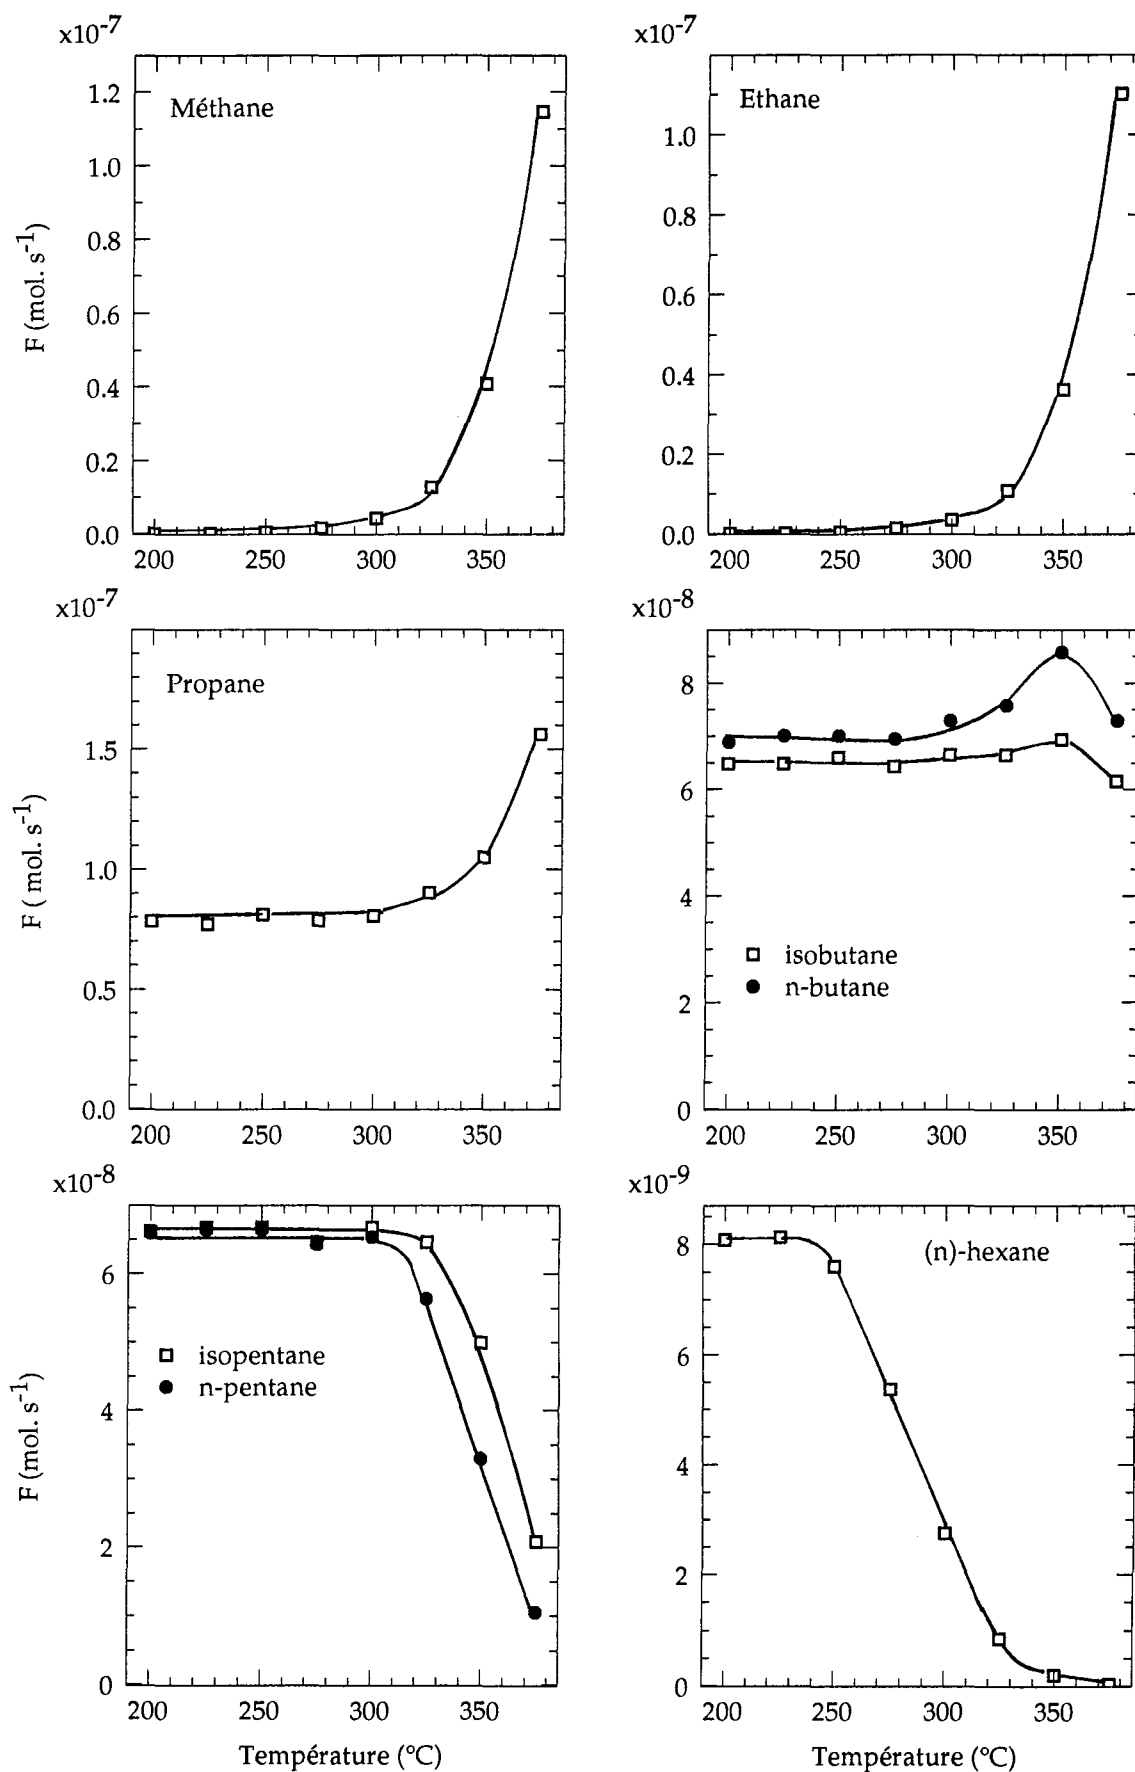 x10-7
Méthane
1.2
1.0
0.8
0.6
0.4
0.2
0.0
F (mol. s-1)
200 250 300 350
x10-7
Ethane
1.0
0.8
0.6
0.4
0.2
0.0
200 250 300 350
x10-7
Propane
1.5
1.0
0.5
0.0
F ( mol. s-1)
200 250 300 350
x10-8
8
6
4
2
0
isobutane
n-butane
200 250 300 350
x10-8
6
4
2
0
isopentane
n-pentane
F (mol. s-1)
200 250 300 350
Température (°C)
x10-9
(n)-hexane
8
6
4
2
0
200 250 300 350
Température (°C)